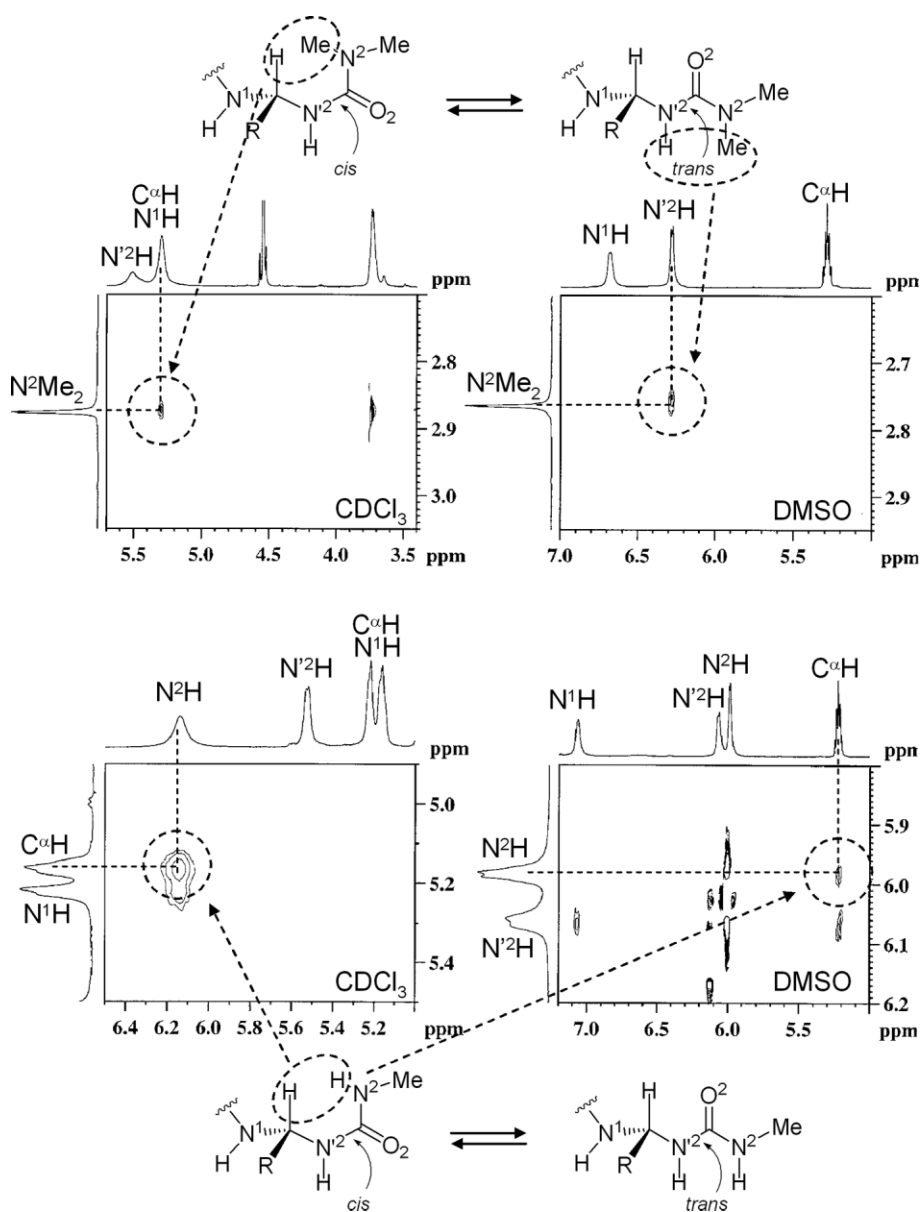 H Me N² Me
N¹ N'² O₂
H R H
cis
O²
H
N¹ N'² N² Me
H R H Me
trans
CᵅH
N¹H
N'²H
ppm
N²Me₂
2.8
2.9
3.0
CDCl₃
5.5 5.0 4.5 4.0 3.5 ppm
N¹H N'²H CᵅH
ppm
N²Me₂
2.7
2.8
2.9
DMSO
7.0 6.5 6.0 5.5 ppm
CᵅH
N¹H
N'²H
N²H
ppm
CᵅH
N¹H
5.0
5.2
5.4
CDCl₃
6.4 6.2 6.0 5.8 5.6 5.4 5.2 ppm
N²H
N'²H
N¹H
CᵅH
ppm
N²H
N'²H
5.9
6.0
6.1
6.2
DMSO
7.0 6.5 6.0 5.5 ppm
H H N² Me
N¹ N'² O₂
H R H
cis
H O²
N¹ N'² N² Me
H R H H
trans